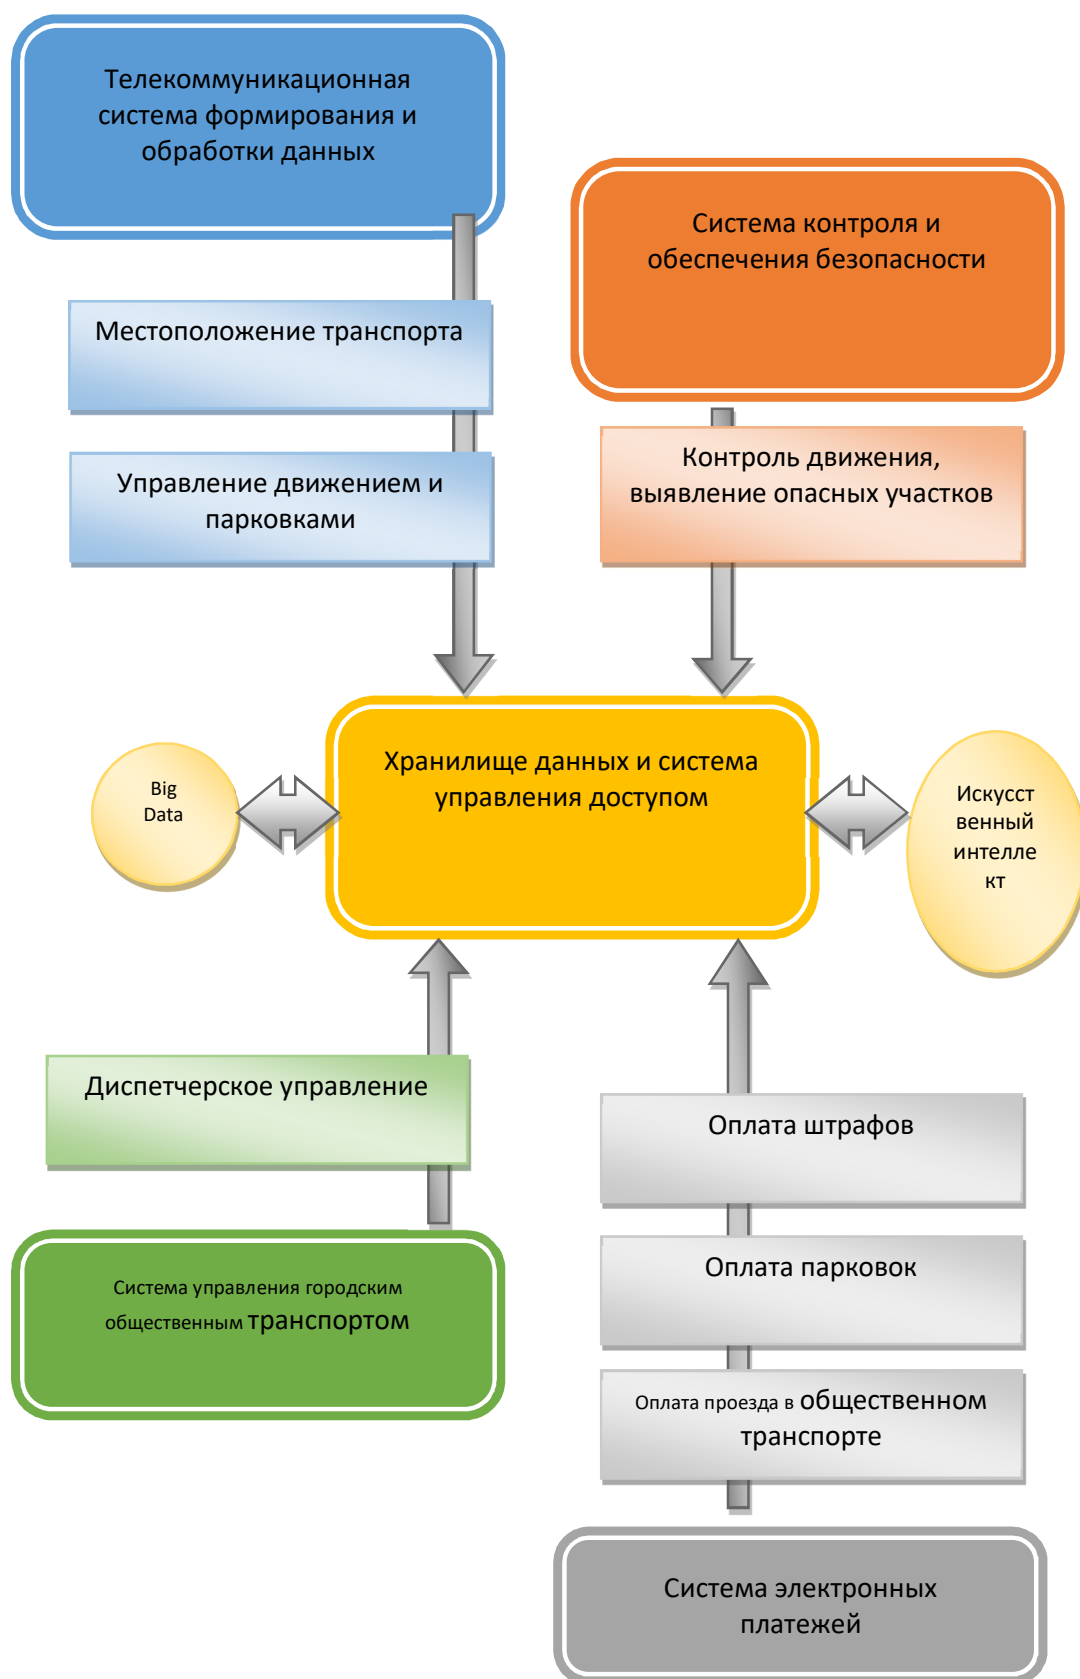 Телекоммуникационная
система формирования и
обработки данных
Система контроля и
обеспечения безопасности
Местоположение транспорта
Управление движением и
парковками
Контроль движения,
выявление опасных участков
Хранилище данных и система
управления доступом
Big
Data
Искусст
венный
интелле
кт
Диспетчерское управление
Оплата штрафов
Оплата парковок
Система управления городским
общественным транспортом
Оплата проезда в общественном
транспорте
Система электронных
платежей